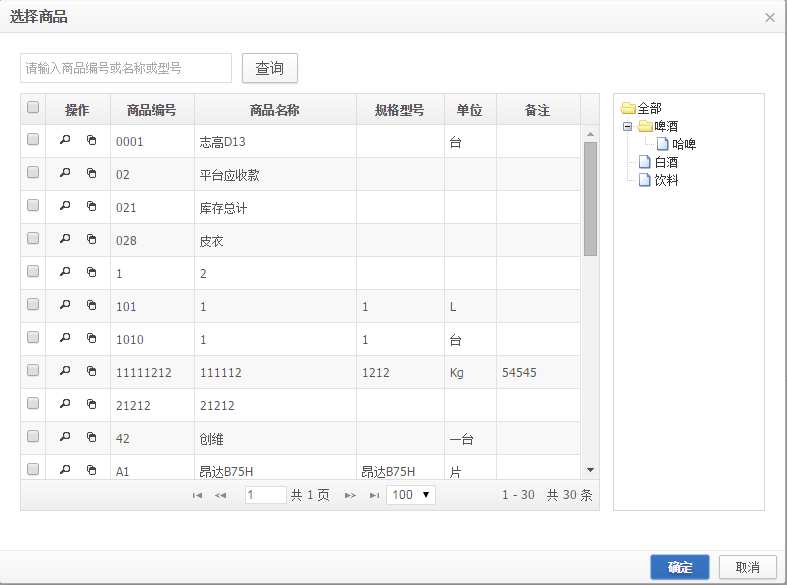 选择商品
请输入商品编号或名称或型号 查询
操作 商品编号 商品名称 规格型号 单位 备注
0001 志高D13 台
02 平台应收款
021 库存总计
028 皮衣
1 2
101 1 1 L
1010 1 1 台
11111212 111112 1212 Kg 54545
21212 21212
42 创维 一台
A1 昂达B75H 昂达B75H 片
1 共 1 页 100 1 - 30 共 30 条
全部
啤酒
哈啤
白酒
饮料
确定 取消